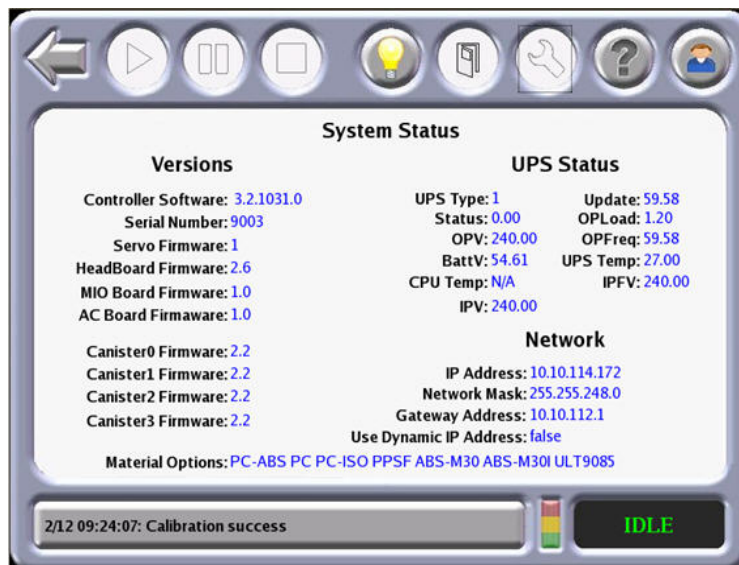 System Status
Versions
Controller Software: 3.2.1031.0
Serial Number: 9003
Servo Firmware: 1
HeadBoard Firmware: 2.6
MIO Board Firmware: 1.0
AC Board Firmaware: 1.0
Canister0 Firmware: 2.2
Canister1 Firmware: 2.2
Canister2 Firmware: 2.2
Canister3 Firmware: 2.2
UPS Status
UPS Type: 1 Update: 59.58
Status: 0.00 OPLoad: 1.20
OPV: 240.00 OPFreq: 59.58
BattV: 54.61 UPS Temp: 27.00
CPU Temp: N/A IPFV: 240.00
IPV: 240.00
Network
IP Address: 10.10.114.172
Network Mask: 255.255.248.0
Gateway Address: 10.10.112.1
Use Dynamic IP Address: false
Material Options: PC-ABS PC PC-ISO PPSF ABS-M30 ABS-M30I ULT9085
2/12 09:24:07: Calibration success
IDLE